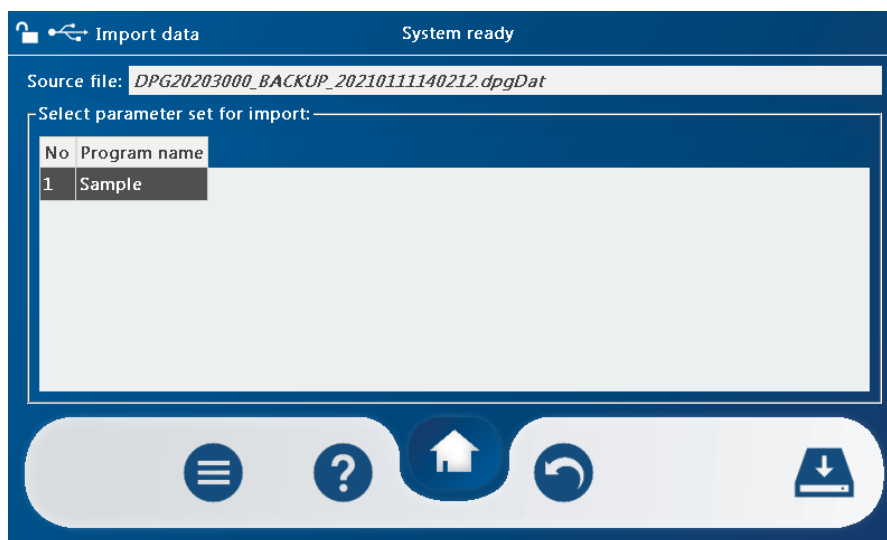 Import data System ready
Source file: DPG20203000_BACKUP_20210111140212.dpgDat
Select parameter set for import:
No Program name
1 Sample
?